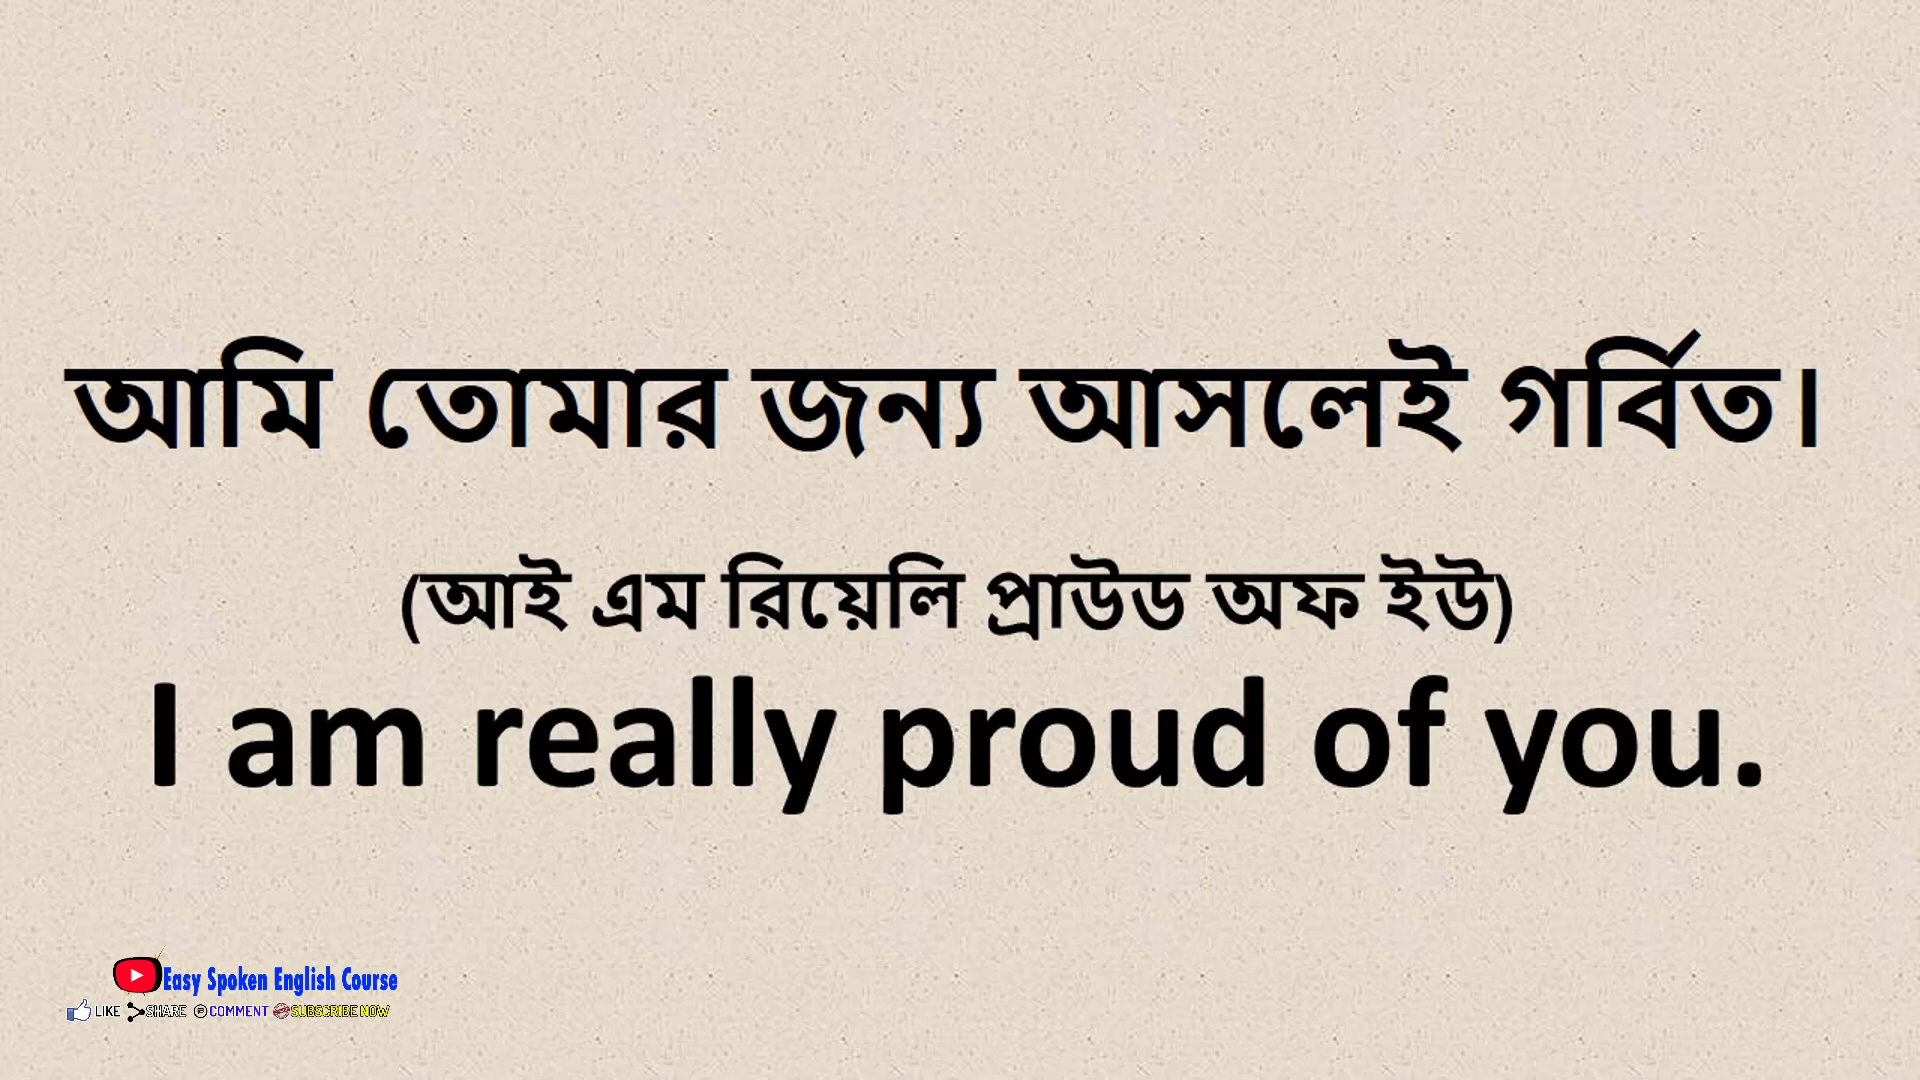 আমি তোমার জন্য আসলেই গর্বিত।
(আই এম রিয়েলি প্রাউড অফ ইউ)
I am really proud of you.
Easy Spoken English Course
LIKE SHARE COMMENT SUBSCRIBE NOW